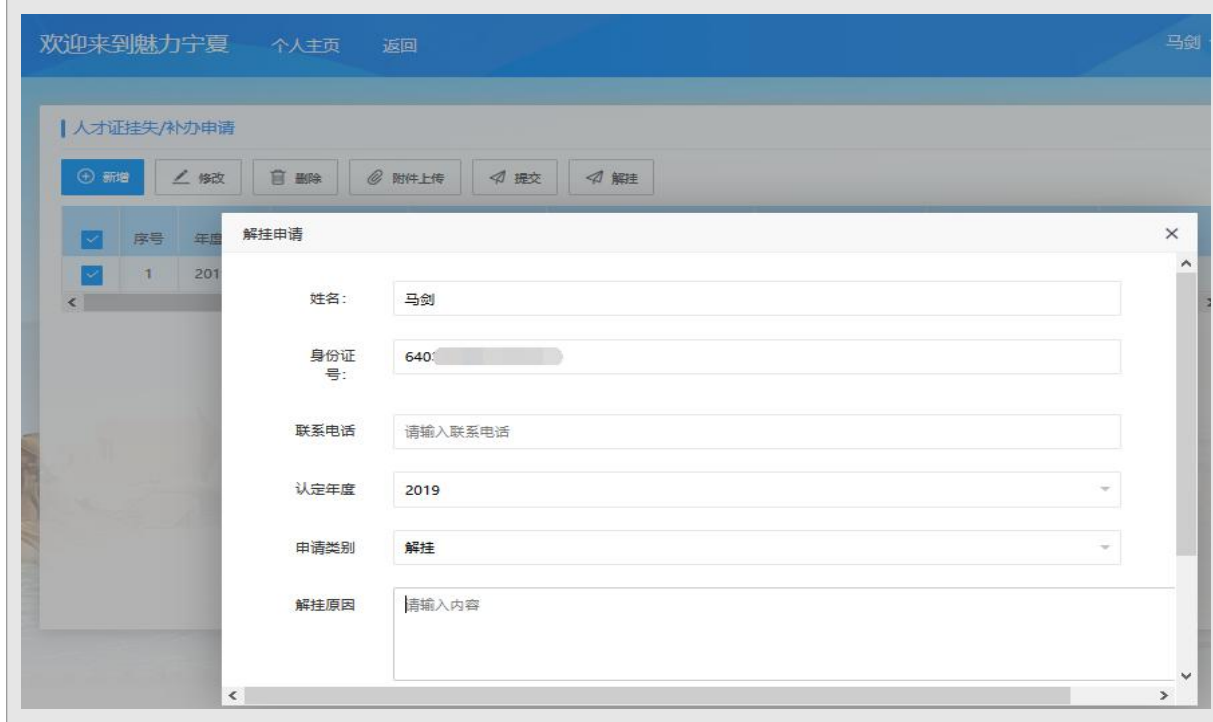 欢迎来到魅力宁夏 个人主页 返回 马剑
人才证挂失/补办申请
新增 修改 删除 附件上传 提交 解挂
序号 年度
1 201
解挂申请
姓名: 马剑
身份证号: 640
联系电话 请输入联系电话
认定年度 2019
申请类别 解挂
解挂原因 请输入内容